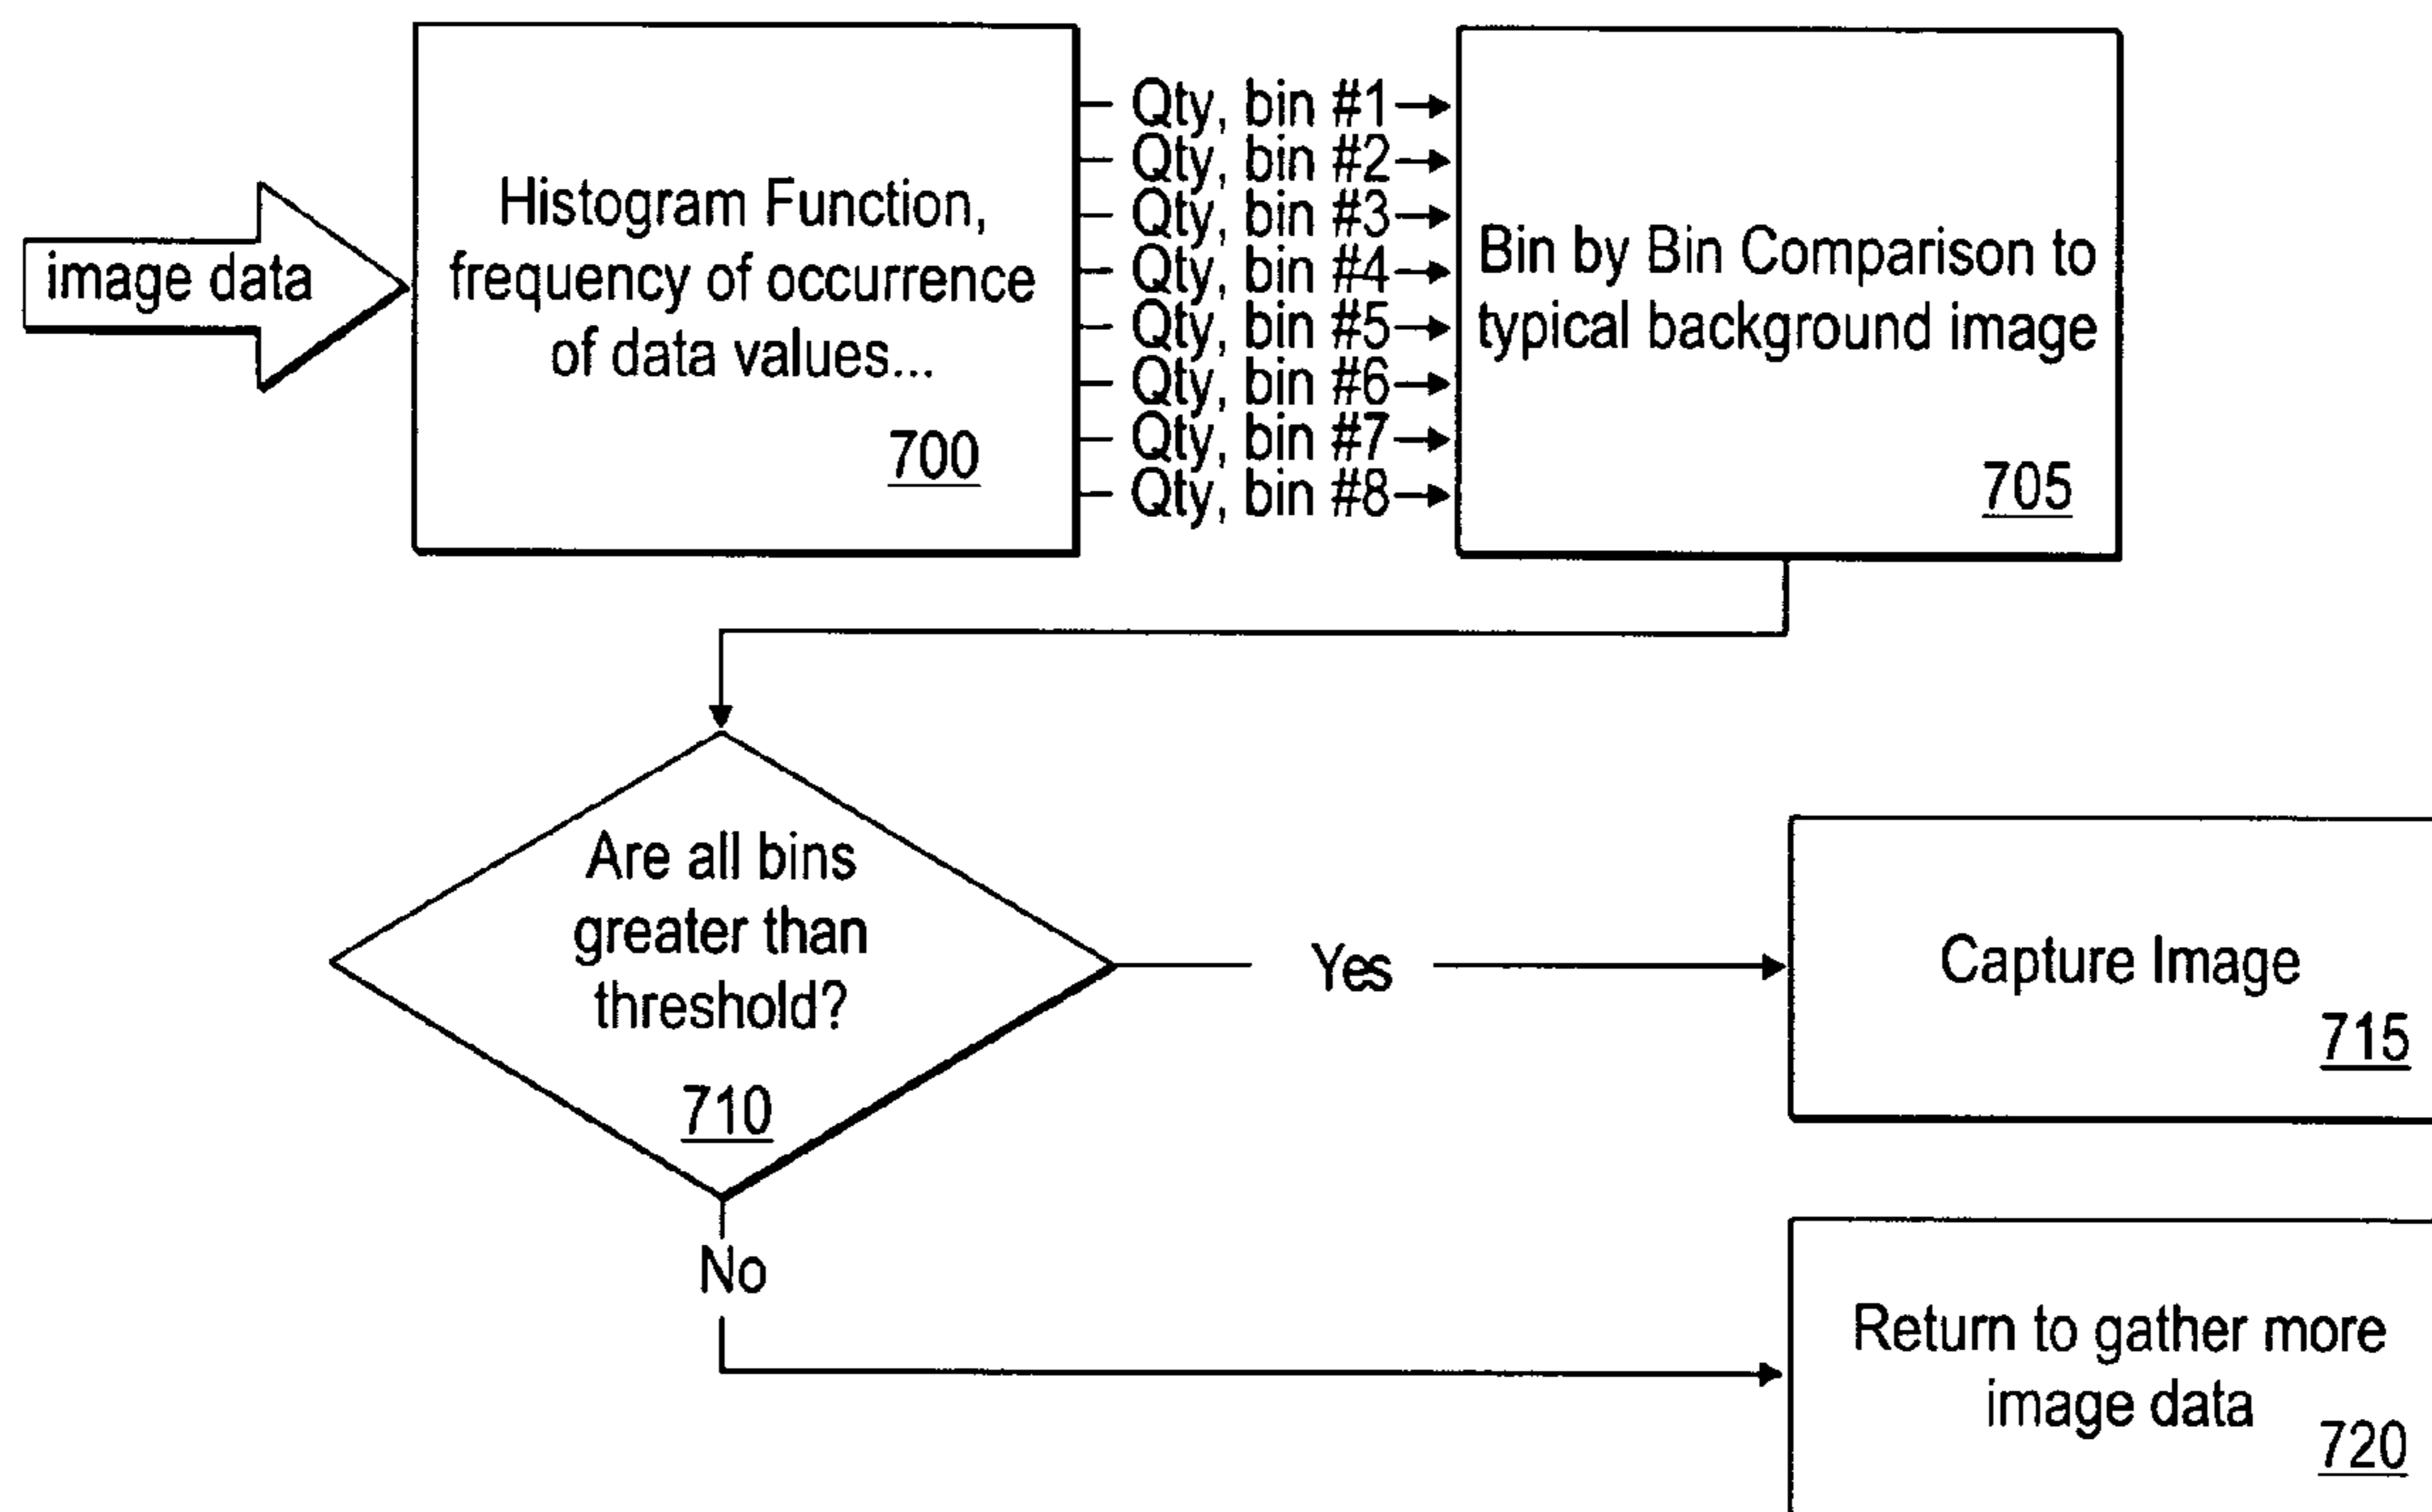 image data
Histogram Function,
frequency of occurrence
of data values...
700
Qty, bin #1
Qty, bin #2
Qty, bin #3
Qty, bin #4
Qty, bin #5
Qty, bin #6
Qty, bin #7
Qty, bin #8
Bin by Bin Comparison to
typical background image
705
Are all bins
greater than
threshold?
710
Yes
Capture Image
715
No
Return to gather more
image data
720